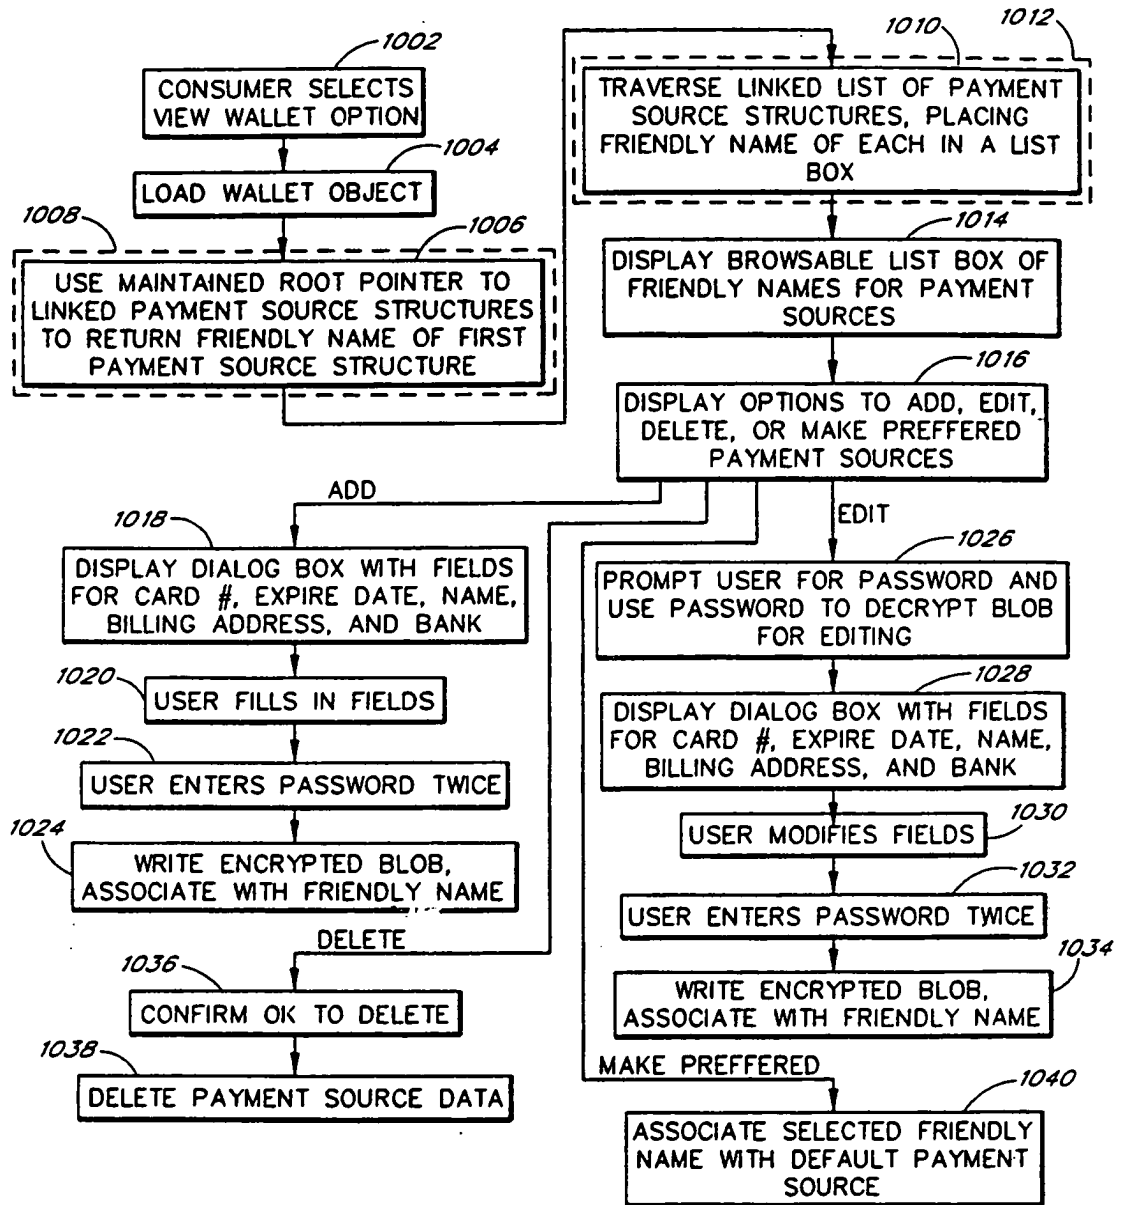 1002
CONSUMER SELECTS
VIEW WALLET OPTION
1004
LOAD WALLET OBJECT
1008
1006
USE MAINTAINED ROOT POINTER TO
LINKED PAYMENT SOURCE STRUCTURES
TO RETURN FRIENDLY NAME OF FIRST
PAYMENT SOURCE STRUCTURE
1010
1012
TRAVERSE LINKED LIST OF PAYMENT
SOURCE STRUCTURES, PLACING
FRIENDLY NAME OF EACH IN A LIST
BOX
1014
DISPLAY BROWSABLE LIST BOX OF
FRIENDLY NAMES FOR PAYMENT
SOURCES
1016
DISPLAY OPTIONS TO ADD, EDIT,
DELETE, OR MAKE PREFFERED
PAYMENT SOURCES
ADD
1018
DISPLAY DIALOG BOX WITH FIELDS
FOR CARD #, EXPIRE DATE, NAME,
BILLING ADDRESS, AND BANK
1020
USER FILLS IN FIELDS
1022
USER ENTERS PASSWORD TWICE
1024
WRITE ENCRYPTED BLOB,
ASSOCIATE WITH FRIENDLY NAME
EDIT
1026
PROMPT USER FOR PASSWORD AND
USE PASSWORD TO DECRYPT BLOB
FOR EDITING
1028
DISPLAY DIALOG BOX WITH FIELDS
FOR CARD #, EXPIRE DATE, NAME,
BILLING ADDRESS, AND BANK
1030
USER MODIFIES FIELDS
1032
USER ENTERS PASSWORD TWICE
1034
WRITE ENCRYPTED BLOB,
ASSOCIATE WITH FRIENDLY NAME
DELETE
1036
CONFIRM OK TO DELETE
1038
DELETE PAYMENT SOURCE DATA
MAKE PREFFERED
1040
ASSOCIATE SELECTED FRIENDLY
NAME WITH DEFAULT PAYMENT
SOURCE